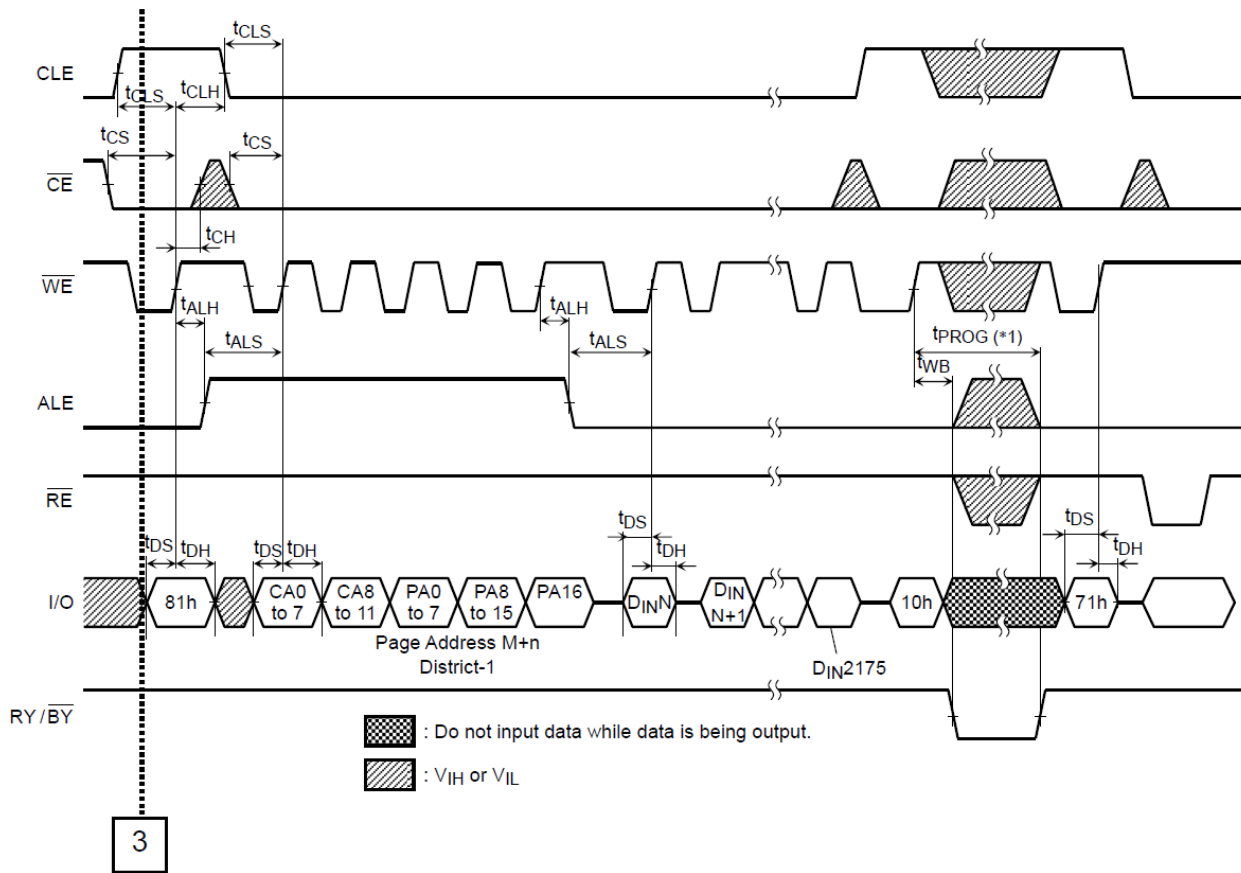 tCLS
CLE
tCLS tCLH
tCS tCS
CE
tCH
WE
tALH tALH
tALS tALS tPROG (*1)
tWB
ALE
RE
tDS tDH tDS tDH tDS tDH tDS tDH
I/O 81h CA0 to 7 CA8 to 11 PA0 to 7 PA8 to 15 PA16 DINN DIN N+1 10h 71h
Page Address M+n
District-1
DIN2175
RY/BY
: Do not input data while data is being output.
: VIH or VIL
3